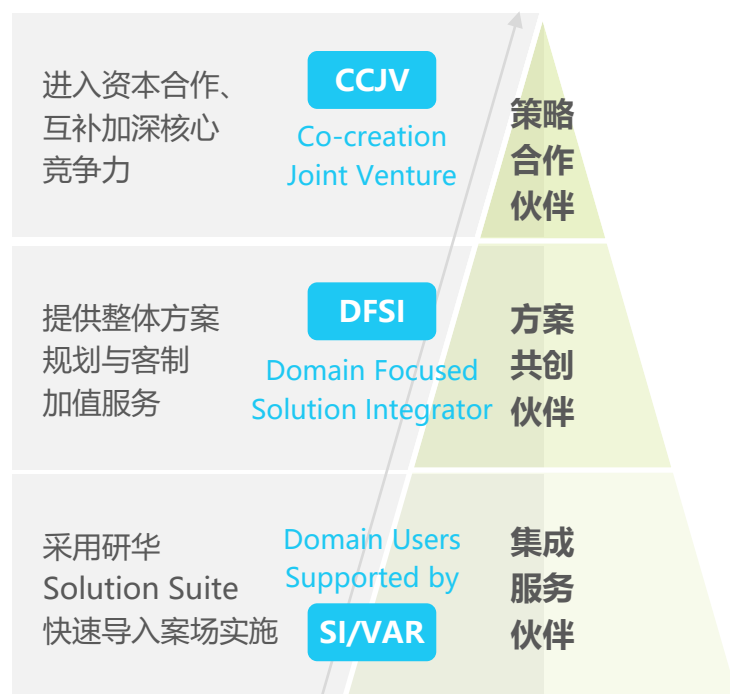 进入资本合作、
互补加深核心
竞争力
CCJV
Co-creation
Joint Venture
策略
合作
伙伴
提供整体方案
规划与客制
加值服务
DFSI
Domain Focused
Solution Integrator
方案
共创
伙伴
采用研华
Solution Suite
快速导入案场实施
Domain Users
Supported by
SI/VAR
集成
服务
伙伴